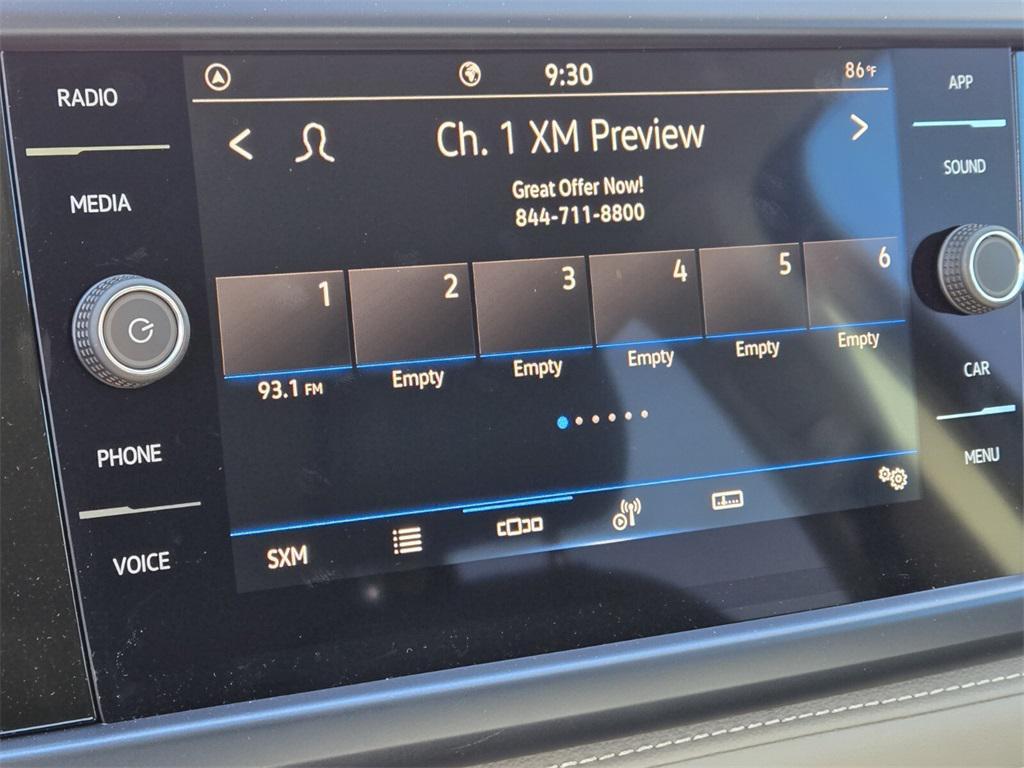 RADIO
MEDIA
PHONE
VOICE
9:30
86°F
Ch. 1 XM Preview
Great Offer Now!
844-711-8800
1
2
3
4
5
6
93.1 FM
Empty
Empty
Empty
Empty
Empty
SXM
APP
SOUND
CAR
MENU